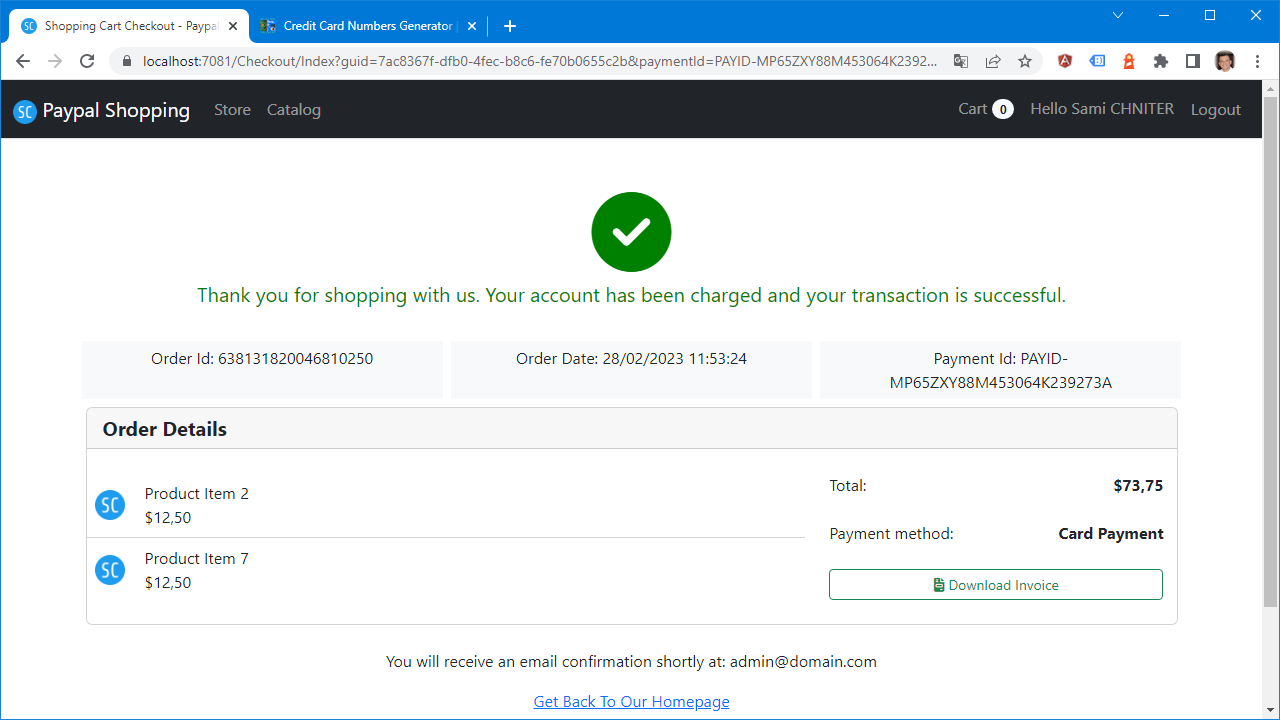 Shopping Cart Checkout - Paypal
Credit Card Numbers Generator
localhost:7081/Checkout/Index?guid=7ac8367f-dfb0-4fec-b816-fe70b0655c2b&paymentId=PAYID-MP65ZXY88M453064K2392...
SC Paypal Shopping Store Catalog Cart 0 Hello Sami CHNITER Logout
Thank you for shopping with us. Your account has been charged and your transaction is successful.
Order Id: 638131820046810250
Order Date: 28/02/2023 11:53:24
Payment Id: PAYID-
MP65ZXY88M453064K239273A
Order Details
SC
Product Item 2
$12,50
SC
Product Item 7
$12,50
Total: $73,75
Payment method: Card Payment
Download Invoice
You will receive an email confirmation shortly at: admin@domain.com
Get Back To Our Homepage